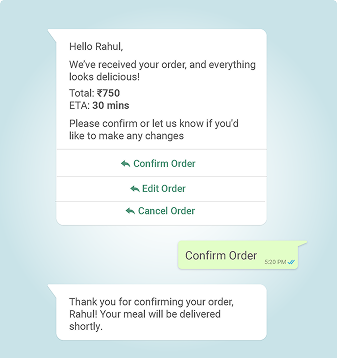 Hello Rahul,
We've received your order, and everything
looks delicious!
Total: ₹750
ETA: 30 mins
Please confirm or let us know if you'd
like to make any changes
Confirm Order
Edit Order
Cancel Order
Confirm Order
5:20 PM
Thank you for confirming your order,
Rahul! Your meal will be delivered
shortly.